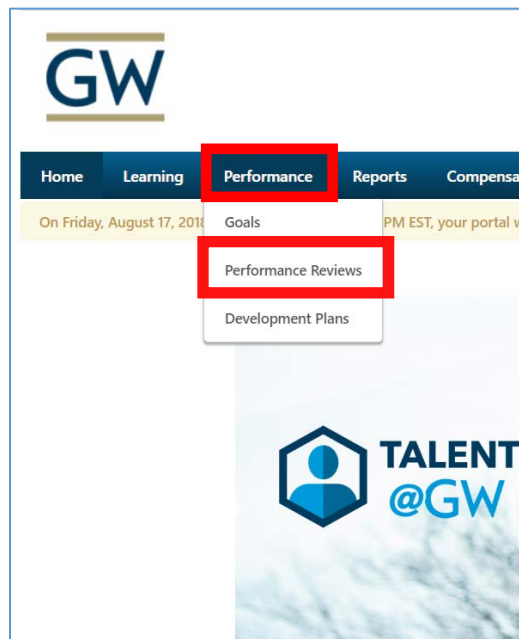 GW
Home Learning Performance Reports Compensa
On Friday, August 17, 2018 PM EST, your portal w
Goals
Performance Reviews
Development Plans
TALENT
@GW